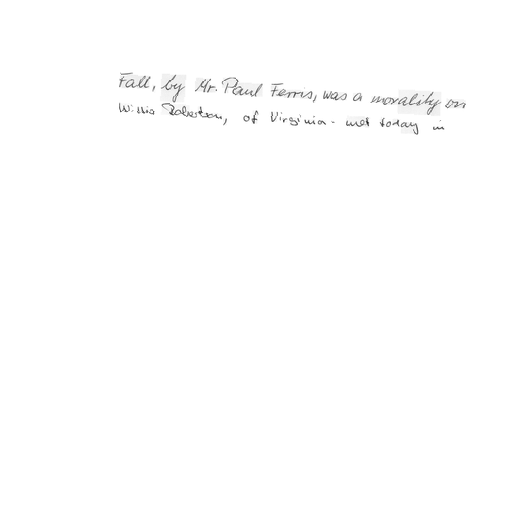 Fall, by Mr. Paul Ferris, was a morality on
Willis Robertson, of Virginia - met today in